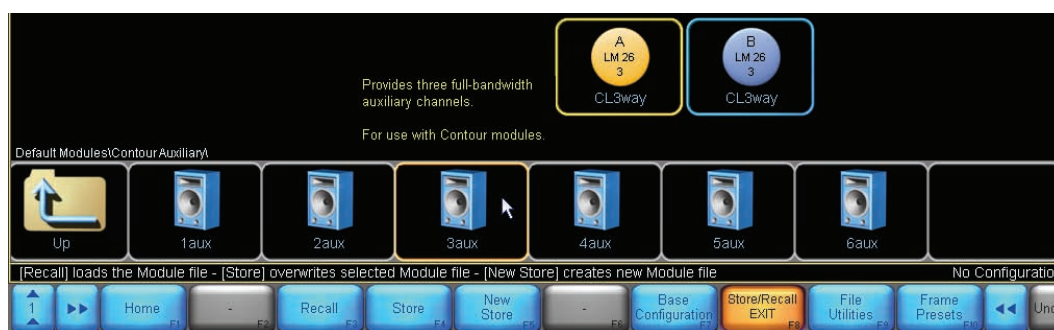 A
LM 26
3
CL3way
B
LM 26
3
CL3way
Provides three full-bandwidth
auxiliary channels.
For use with Contour modules.
Default Modules\Contour Auxiliary\
Up
1aux
2aux
3aux
4aux
5aux
6aux
[Recall] loads the Module file - [Store] overwrites selected Module file - [New Store] creates new Module file
No Configuratio
1
Home
F1
-
F2
Recall
F3
Store
F4
New
Store
F5
-
F6
Base
Configuration
F7
Store/Recall
EXIT
F8
File
Utilities
F9
Frame
Presets
F10
Und